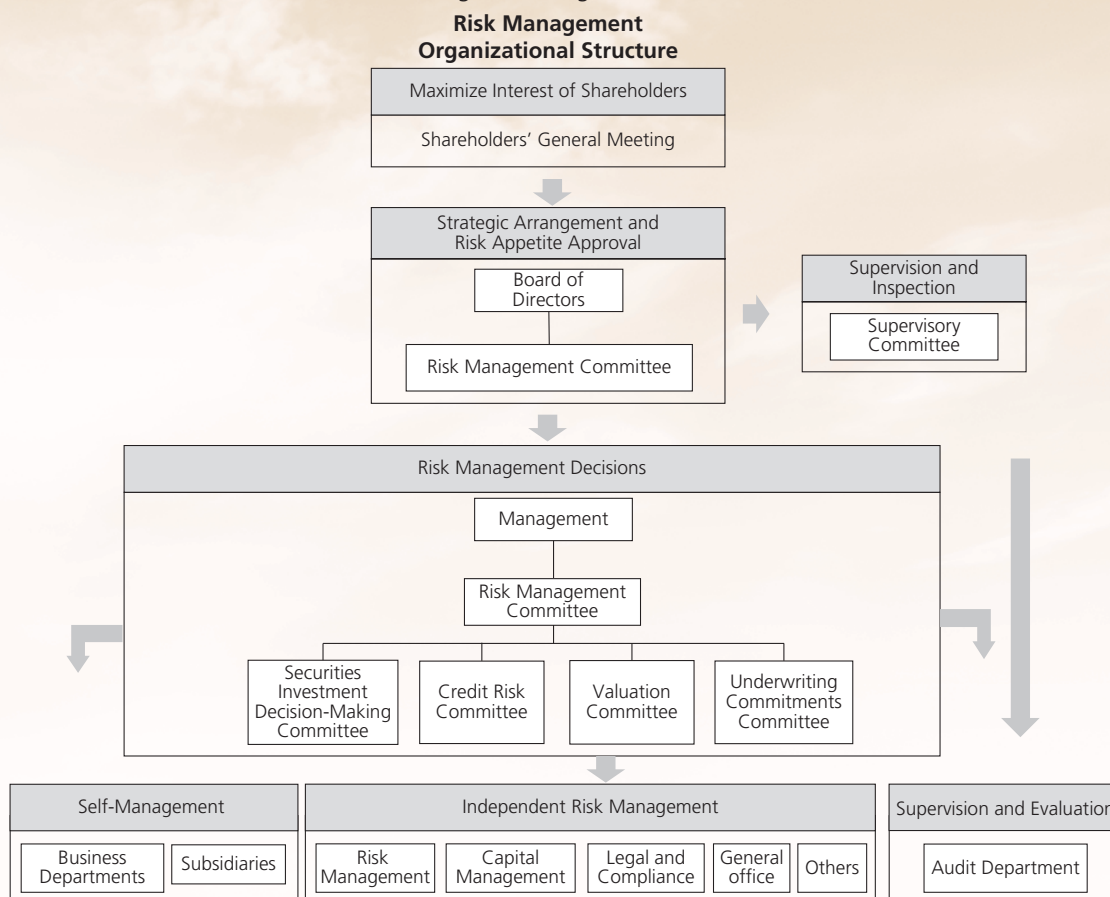 Risk Management
Organizational Structure
Maximize Interest of Shareholders
Shareholders’ General Meeting
Strategic Arrangement and
Risk Appetite Approval
Board of
Directors
Risk Management Committee
Supervision and
Inspection
Supervisory
Committee
Risk Management Decisions
Management
Risk Management
Committee
Securities
Investment
Decision-Making
Committee
Credit Risk
Committee
Valuation
Committee
Underwriting
Commitments
Committee
Self-Management
Business
Departments
Subsidiaries
Independent Risk Management
Risk
Management
Capital
Management
Legal and
Compliance
General
office
Others
Supervision and Evaluation
Audit Department